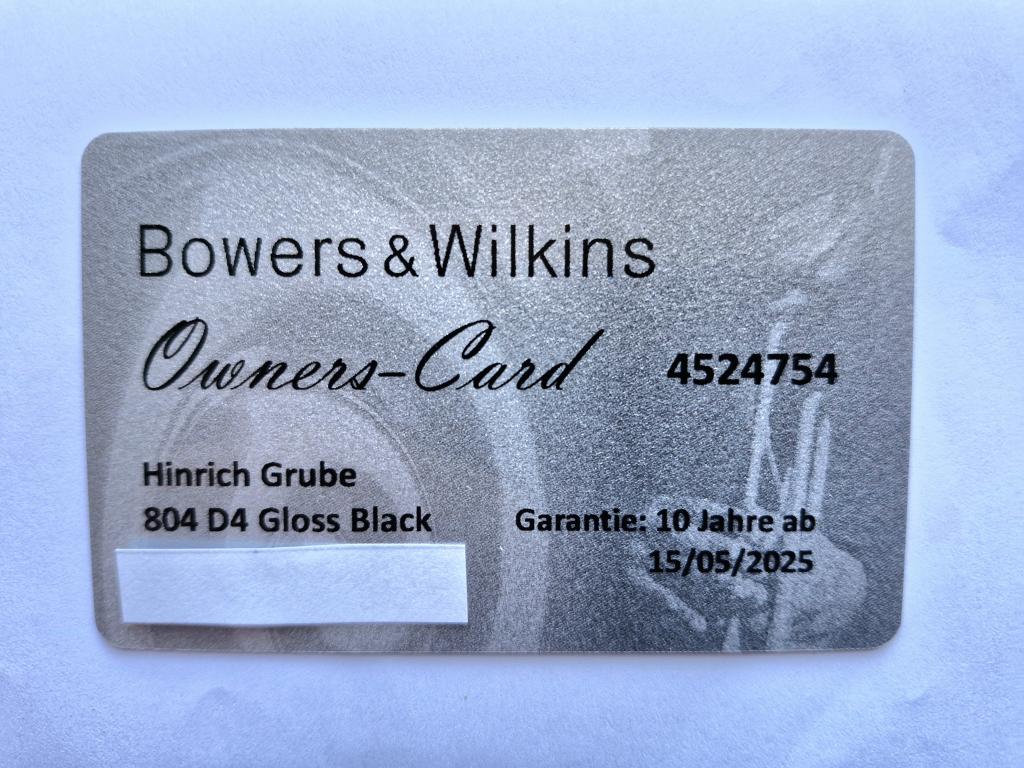 Bowers & Wilkins
Owners-Card 4524754
Hinrich Grube
804 D4 Gloss Black Garantie: 10 Jahre ab
15/05/2025